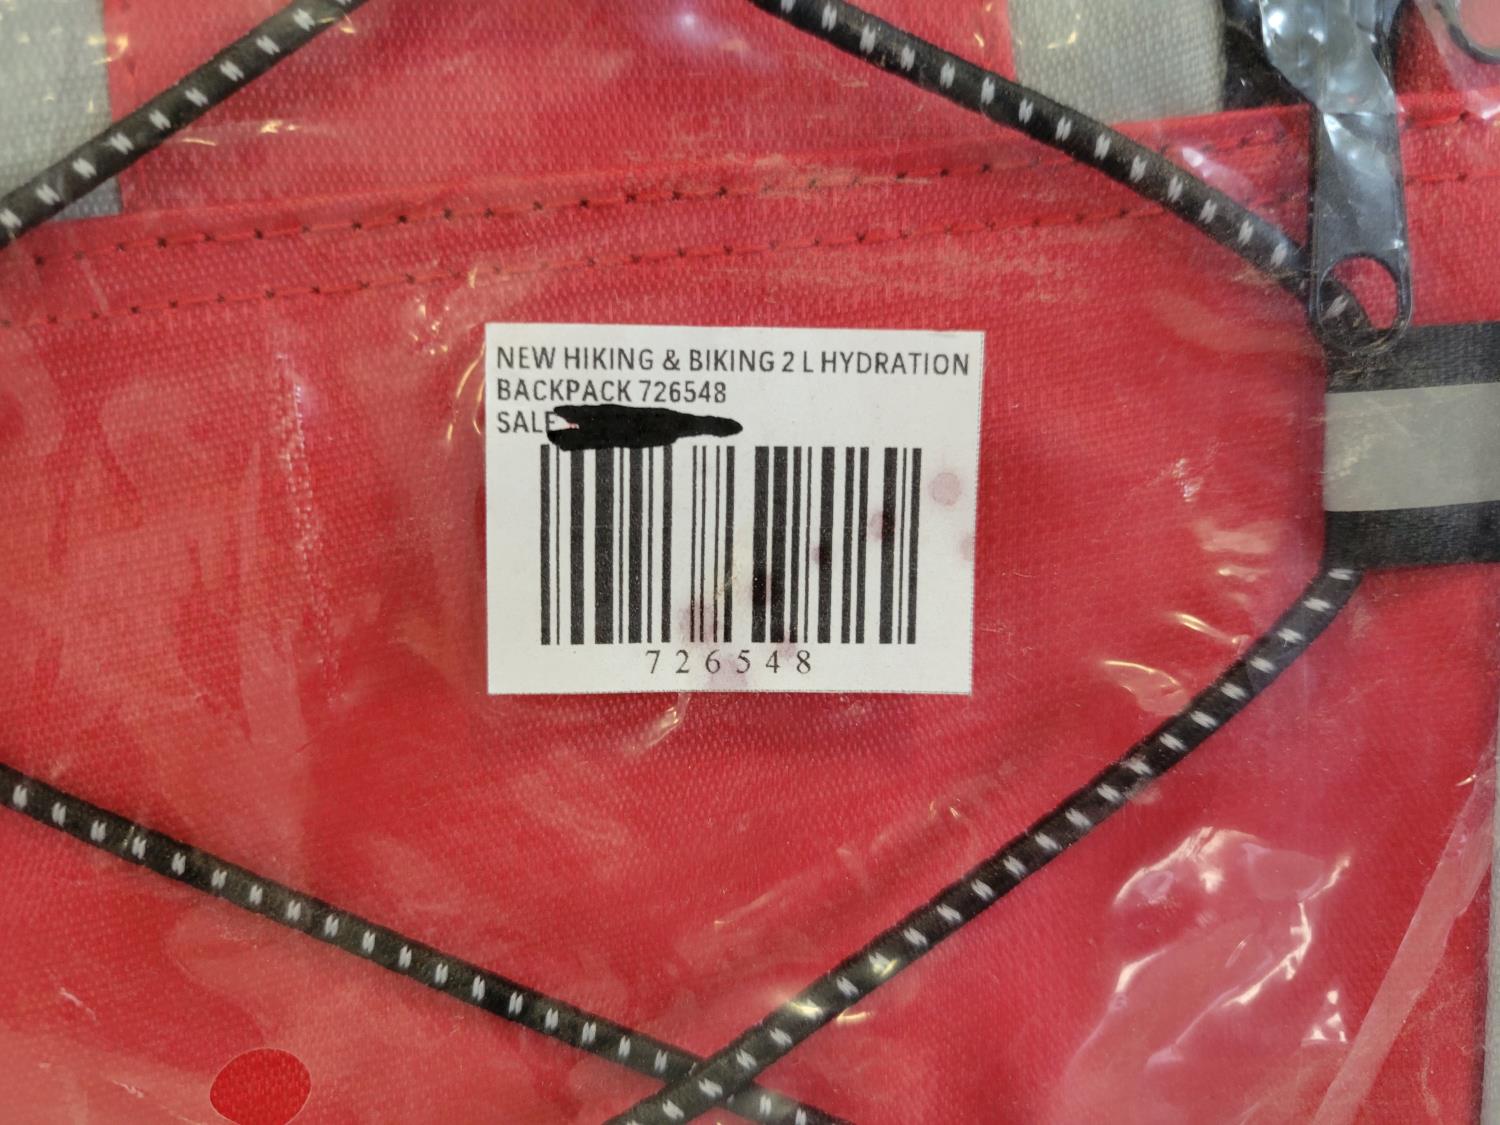 NEW HIKING & BIKING 2 L HYDRATION
BACKPACK 726548
SALE
726548